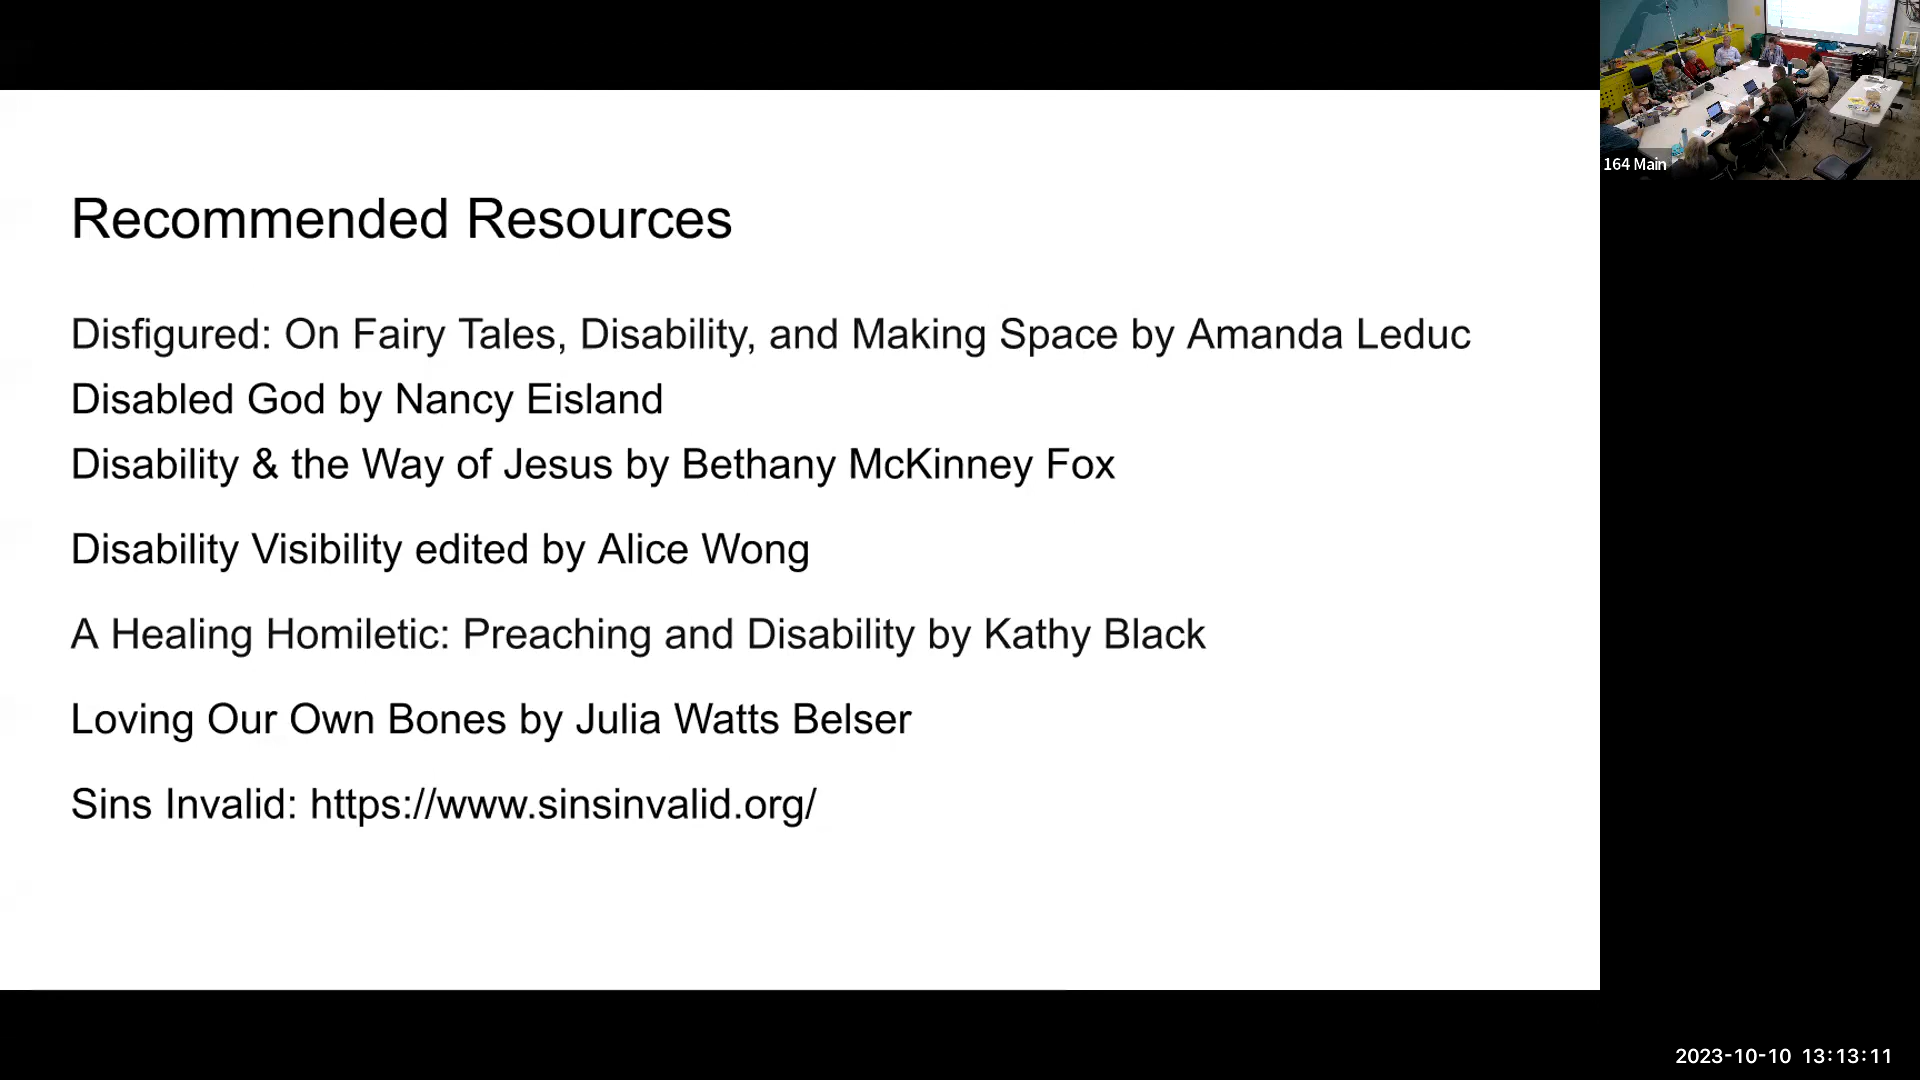 164 Main
Recommended Resources
Disfigured: On Fairy Tales, Disability, and Making Space by Amanda Leduc
Disabled God by Nancy Eisland
Disability & the Way of Jesus by Bethany McKinney Fox
Disability Visibility edited by Alice Wong
A Healing Homiletic: Preaching and Disability by Kathy Black
Loving Our Own Bones by Julia Watts Belser
Sins Invalid: https://www.sinsinvalid.org/
2023-10-10 13:13:11